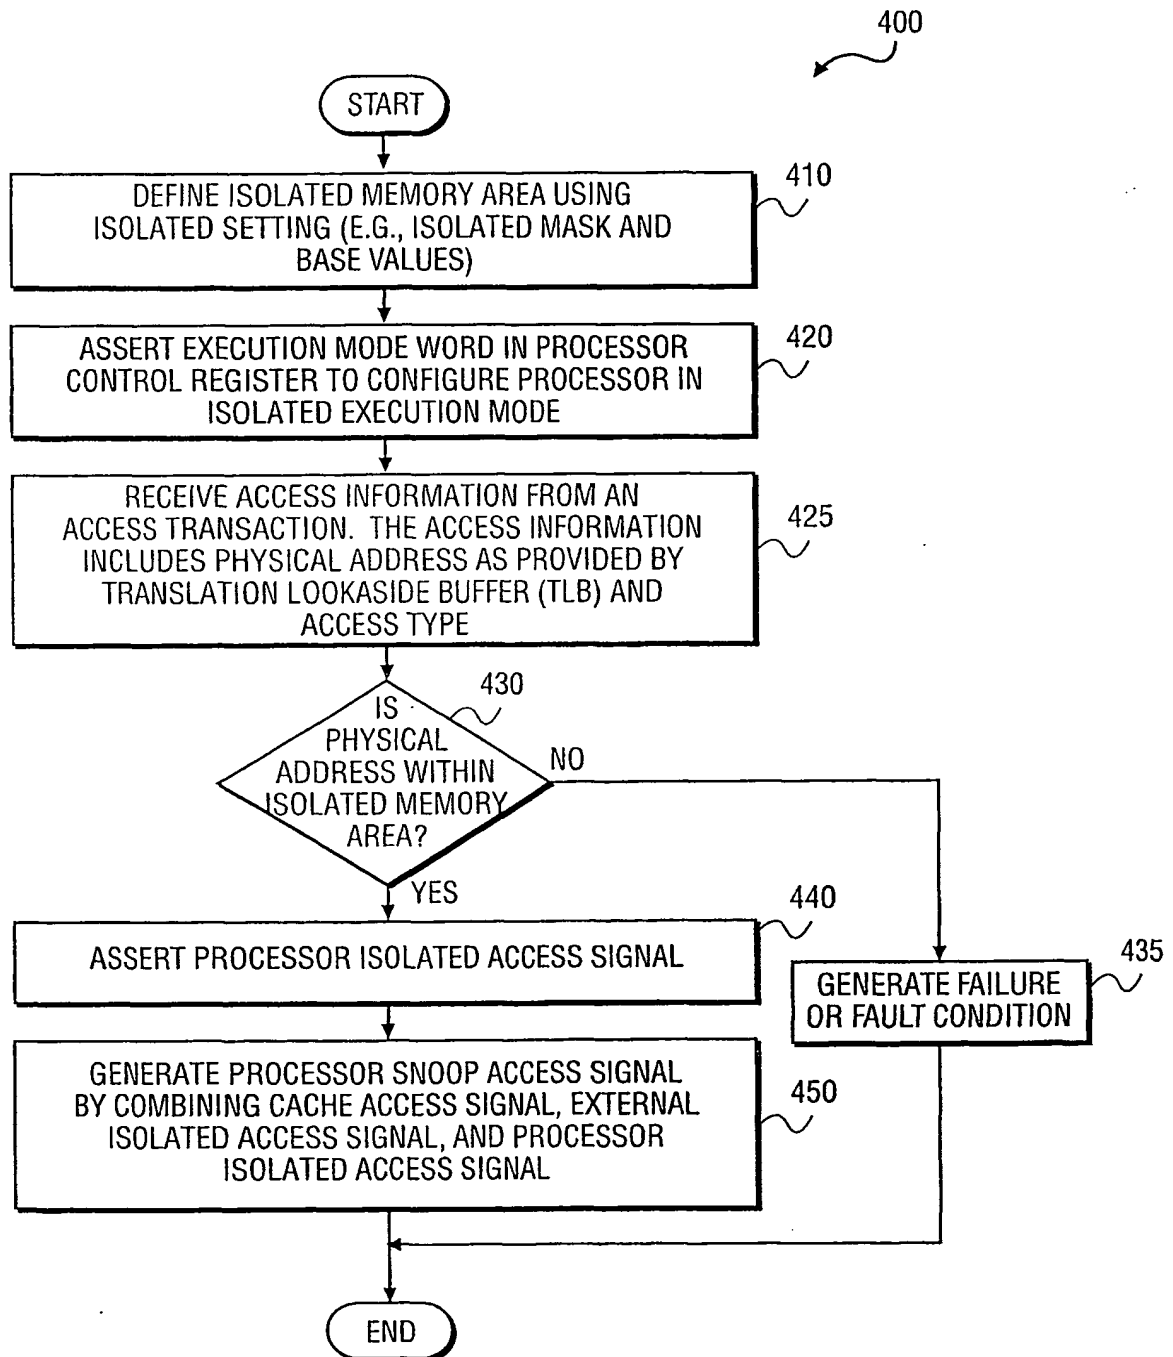 400
START
410
DEFINE ISOLATED MEMORY AREA USING
ISOLATED SETTING (E.G., ISOLATED MASK AND
BASE VALUES)
420
ASSERT EXECUTION MODE WORD IN PROCESSOR
CONTROL REGISTER TO CONFIGURE PROCESSOR IN
ISOLATED EXECUTION MODE
425
RECEIVE ACCESS INFORMATION FROM AN
ACCESS TRANSACTION. THE ACCESS INFORMATION
INCLUDES PHYSICAL ADDRESS AS PROVIDED BY
TRANSLATION LOOKASIDE BUFFER (TLB) AND
ACCESS TYPE
430
IS
PHYSICAL
ADDRESS WITHIN
ISOLATED MEMORY
AREA?
NO
YES
440
ASSERT PROCESSOR ISOLATED ACCESS SIGNAL
435
GENERATE FAILURE
OR FAULT CONDITION
450
GENERATE PROCESSOR SNOOP ACCESS SIGNAL
BY COMBINING CACHE ACCESS SIGNAL, EXTERNAL
ISOLATED ACCESS SIGNAL, AND PROCESSOR
ISOLATED ACCESS SIGNAL
END